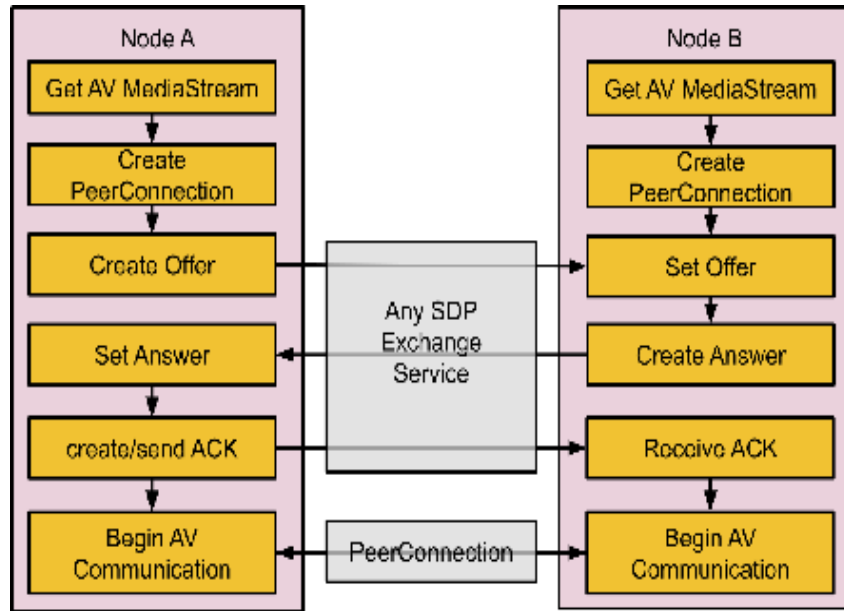 Node A
Get AV MediaStream
Create
PeerConnection
Create Offer
Set Answer
create/send ACK
Begin AV
Communication
Any SDP
Exchange
Service
PeerConnection
Node B
Get AV MediaStream
Create
PeerConnection
Set Offer
Create Answer
Receive ACK
Begin AV
Communication